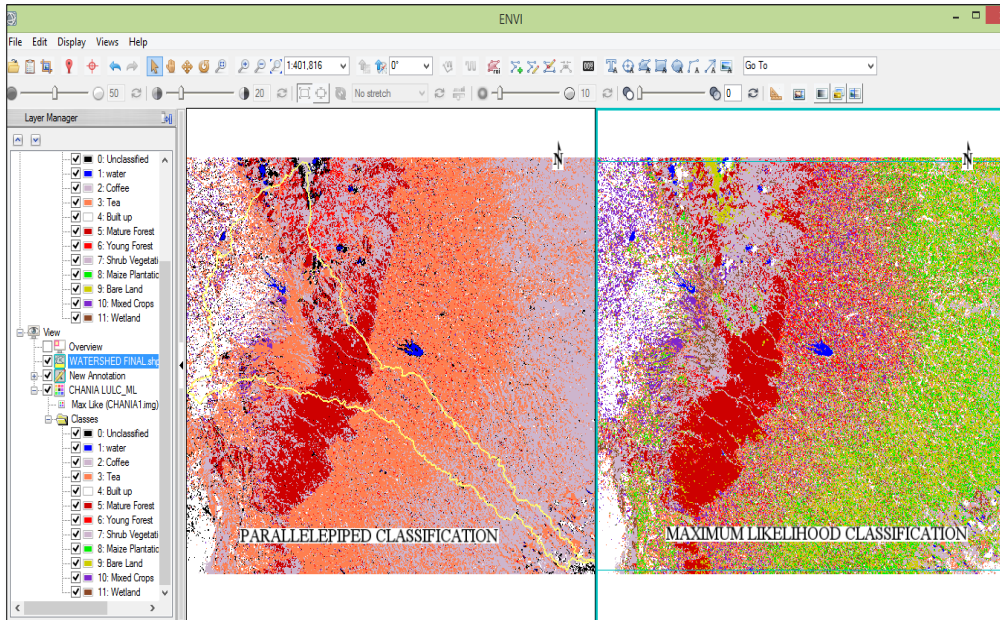 ENVI
File Edit Display Views Help
1:401,816
0°
Go To
50
20
No stretch
10
0
Layer Manager
0: Unclassified
1: water
2: Coffee
3: Tea
4: Built up
5: Mature Forest
6: Young Forest
7: Shrub Vegetati
8: Maize Plantatic
9: Bare Land
10: Mixed Crops
11: Wetland
View
Overview
WATERSHED FINAL.shp
New Annotation
CHANIA LULC_ML
Max Like (CHANIA1.img)
Classes
0: Unclassified
1: water
2: Coffee
3: Tea
4: Built up
5: Mature Forest
6: Young Forest
7: Shrub Vegetati
8: Maize Plantatic
9: Bare Land
10: Mixed Crops
11: Wetland
N
PARALLELEPIPED CLASSIFICATION
N
MAXIMUM LIKELIHOOD CLASSIFICATION